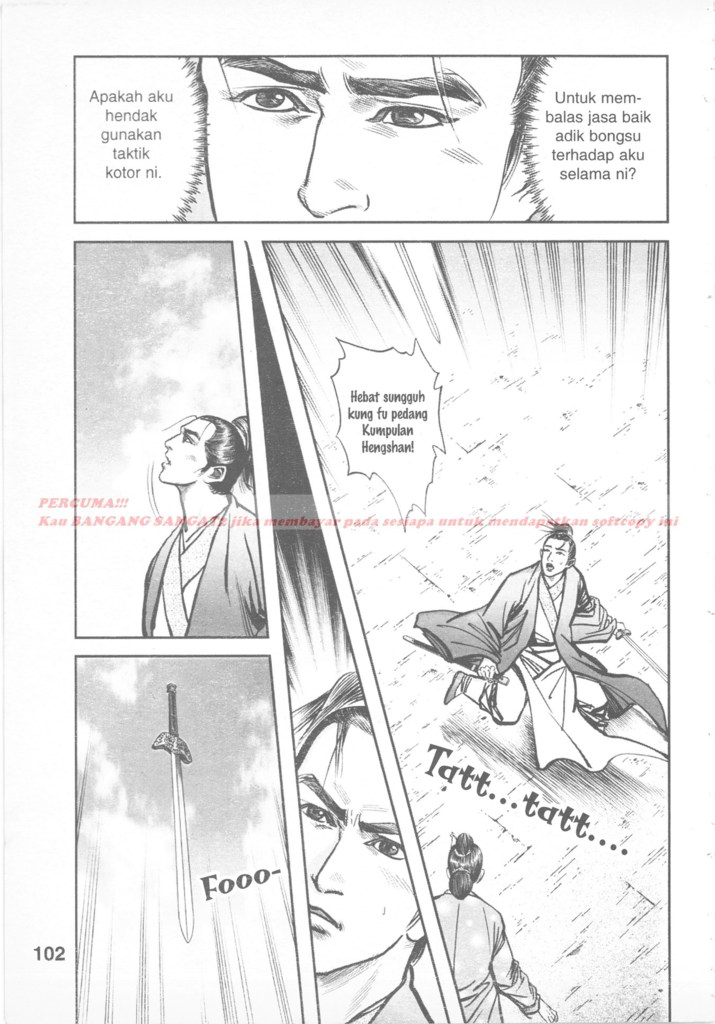 Apakah aku
hendak
gunakan
taktik
kotor ni.
Untuk mem-
balas jasa baik
adik bongsu
terhadap aku
selama ni?
Hebat sungguh
kung fu pedang
Kumpulan
Hengshan!
PERCUMA!!!
Kau BANGANG SANGATZ jika membayar pada sesiapa untuk mendapatkan softcopy ini
Tatt...tatt....
Fooo-
102